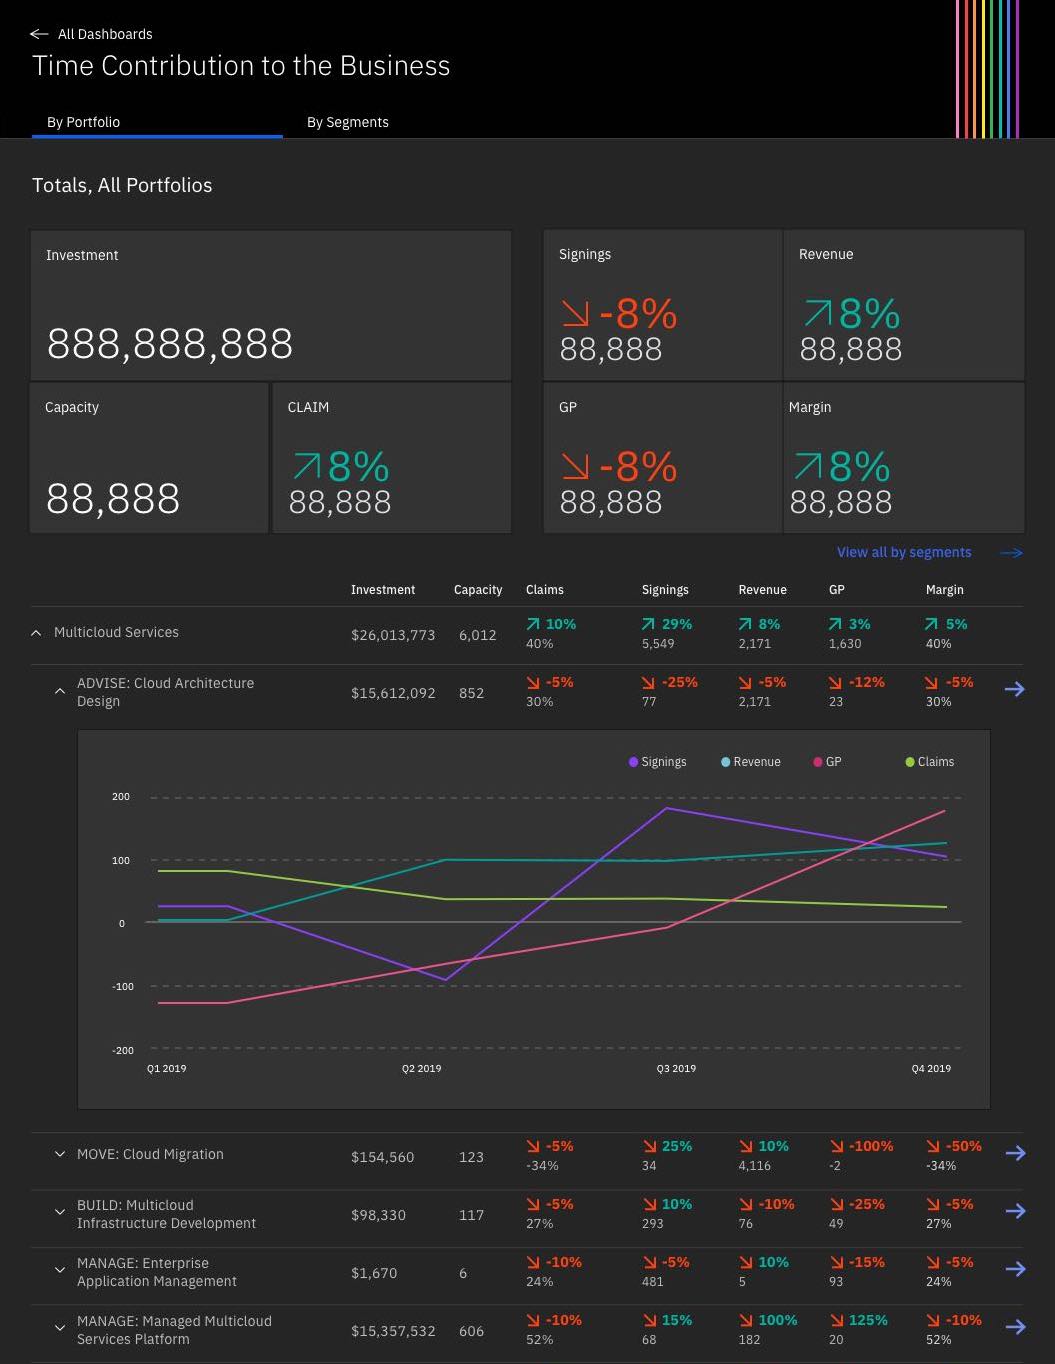 All Dashboards
Time Contribution to the Business
By Portfolio By Segments
Totals, All Portfolios
Investment
888,888,888
Signings
-8%
88,888
Revenue
8%
88,888
Capacity
88,888
CLAIM
8%
88,888
GP
-8%
88,888
Margin
8%
88,888
View all by segments
Investment Capacity Claims Signings Revenue GP Margin
Multicloud Services $26,013,773 6,012 10% 29% 8% 3% 5%
40% 5,549 2,171 1,630 40%
ADVISE: Cloud Architecture
Design
$15,612,092 852 -5% -25% -5% -12% -5%
30% 77 2,171 23 30%
Signings Revenue GP Claims
200
100
0
-100
-200
Q1 2019 Q2 2019 Q3 2019 Q4 2019
MOVE: Cloud Migration $154,560 123 -5% 25% 10% -100% -50%
-34% 34 4,116 -2 -34%
BUILD: Multicloud
Infrastructure Development
$98,330 117 -5% 10% -10% -25% -5%
27% 293 76 49 27%
MANAGE: Enterprise
Application Management
$1,670 6 -10% -5% 10% -15% -5%
24% 481 5 93 24%
MANAGE: Managed Multicloud
Services Platform
$15,357,532 606 -10% 15% 100% 125% -10%
52% 68 182 20 52%